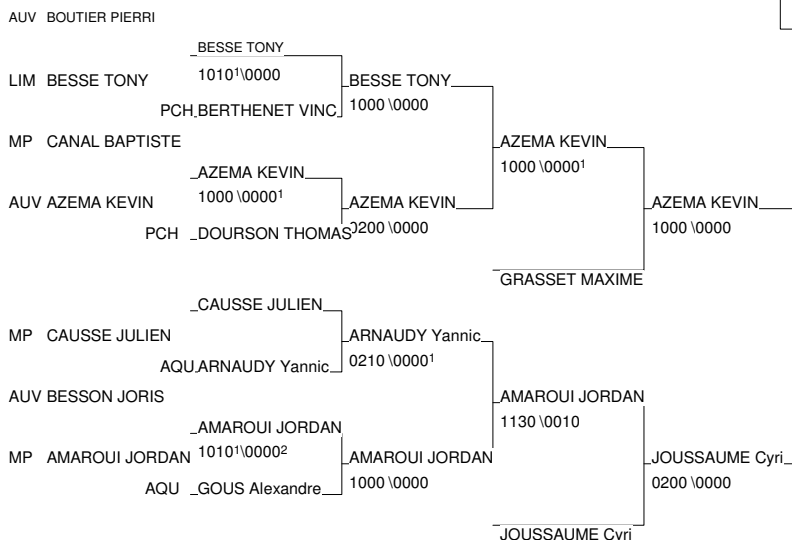 AUV BOUTIER PIERRI
BESSE TONY
LIM BESSE TONY 1010¹\0000 BESSE TONY
PCH BERTHENET VINC 1000 \0000
MP CANAL BAPTISTE AZEMA KEVIN
AZEMA KEVIN 1000 \0000¹
AUV AZEMA KEVIN 1000 \0000¹ AZEMA KEVIN AZEMA KEVIN
PCH DOURSON THOMAS 0200 \0000 1000 \0000
GRASSET MAXIME
CAUSSE JULIEN
MP CAUSSE JULIEN ARNAUDY Yannic
AQU ARNAUDY Yannic 0210 \0000¹
AUV BESSON JORIS AMAROUI JORDAN
AMAROUI JORDAN 1130 \0010
MP AMAROUI JORDAN 1010¹\0000² AMAROUI JORDAN JOUSSAUME Cyri
AQU GOUS Alexandre 1000 \0000 0200 \0000
JOUSSAUME Cyri